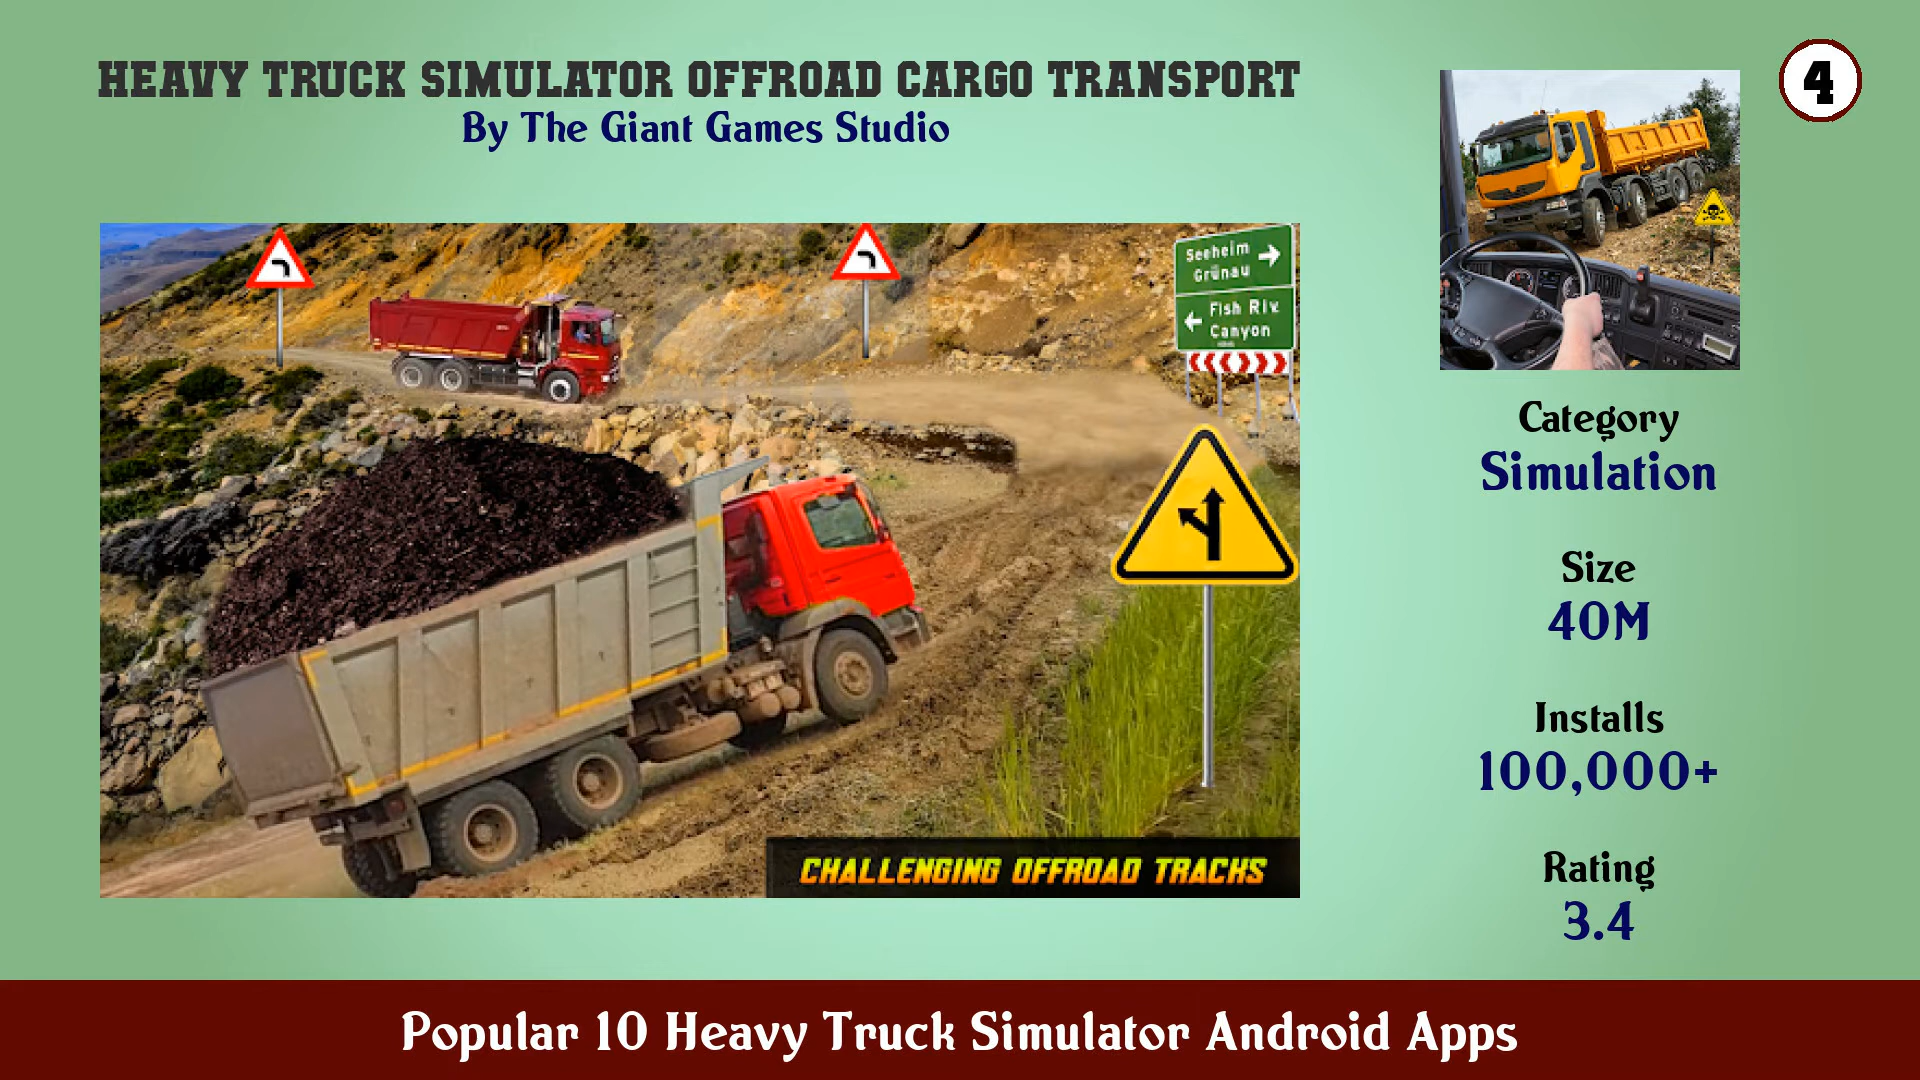 HEAVY TRUCK SIMULATOR OFFROAD CARGO TRANSPORT
By The Giant Games Studio
4
Seeheim
Grünau
Fish Riv.
Canyon
CHALLENGING OFFROAD TRACKS
Category
Simulation
Size
40M
Installs
100,000+
Rating
3.4
Popular 10 Heavy Truck Simulator Android Apps